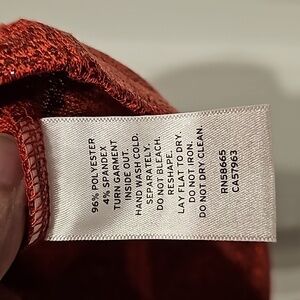 96% POLYESTER
4% SPANDEX
TURN GARMENT
INSIDE OUT.
HAND WASH COLD.
SEPARATELY.
DO NOT BLEACH.
RESHAPE.
LAY FLAT TO DRY.
DO NOT IRON.
DO NOT DRY CLEAN.
RN58665
CA57963